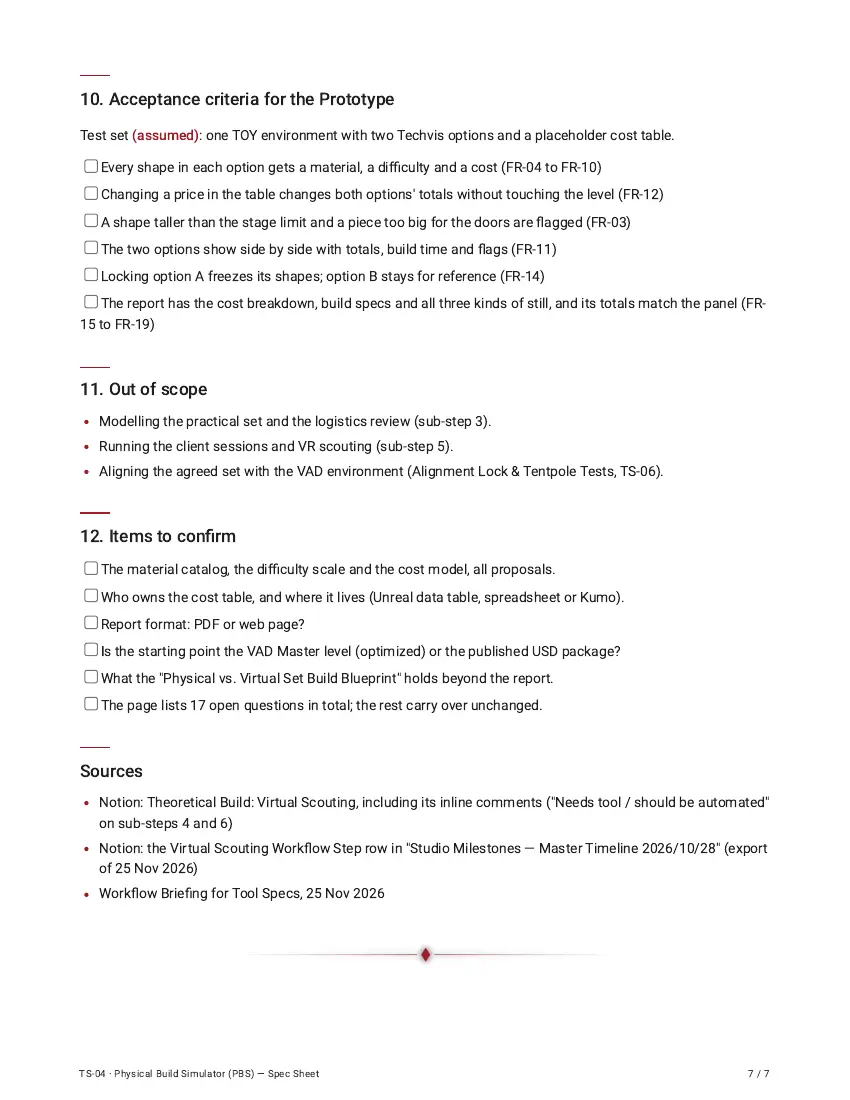 10. Acceptance criteria for the Prototype
Test set (assumed): one TOY environment with two Techvis options and a placeholder cost table.
Every shape in each option gets a material, a difficulty and a cost (FR-04 to FR-10)
Changing a price in the table changes both options' totals without touching the level (FR-12)
A shape taller than the stage limit and a piece too big for the doors are flagged (FR-03)
The two options show side by side with totals, build time and flags (FR-11)
Locking option A freezes its shapes; option B stays for reference (FR-14)
The report has the cost breakdown, build specs and all three kinds of still, and its totals match the panel (FR-
15 to FR-19)
11. Out of scope
• Modelling the practical set and the logistics review (sub-step 3).
• Running the client sessions and VR scouting (sub-step 5).
• Aligning the agreed set with the VAD environment (Alignment Lock & Tentpole Tests, TS-06).
12. Items to confirm
The material catalog, the difficulty scale and the cost model, all proposals.
Who owns the cost table, and where it lives (Unreal data table, spreadsheet or Kumo).
Report format: PDF or web page?
Is the starting point the VAD Master level (optimized) or the published USD package?
What the "Physical vs. Virtual Set Build Blueprint" holds beyond the report.
The page lists 17 open questions in total; the rest carry over unchanged.
Sources
• Notion: Theoretical Build: Virtual Scouting, including its inline comments ("Needs tool / should be automated"
on sub-steps 4 and 6)
• Notion: the Virtual Scouting Workflow Step row in "Studio Milestones — Master Timeline 2026/10/28" (export
of 25 Nov 2026)
• Workflow Briefing for Tool Specs, 25 Nov 2026
TS-04 · Physical Build Simulator (PBS) — Spec Sheet
7 / 7